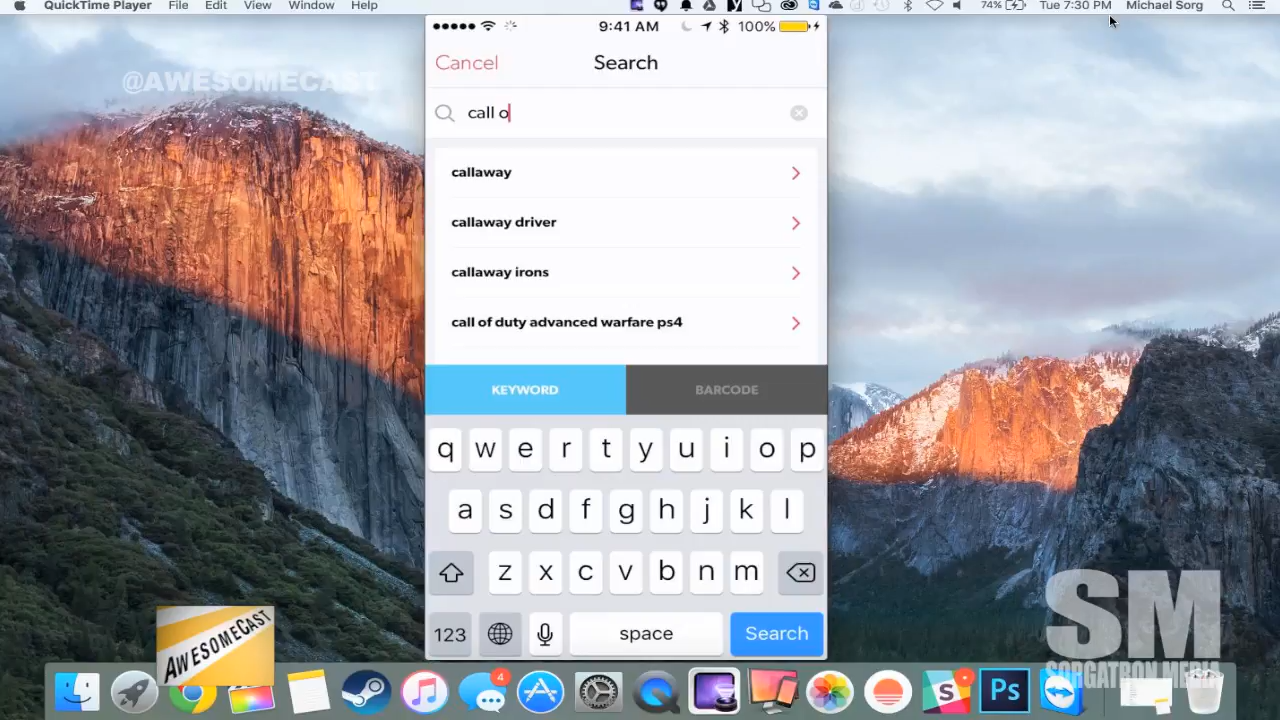 QuickTime Player File Edit View Window Help 74% Tue 7:30 PM Michael Sorg
9:41 AM 100%
@AWESOMECAST
Cancel Search
call o
callaway
callaway driver
callaway irons
call of duty advanced warfare ps4
KEYWORD BARCODE
q w e r t y u i o p
a s d f g h j k l
z x c v b n m
123 space Search
AWESOMECAST
SM
SORGATRON MEDIA
4
S
Ps